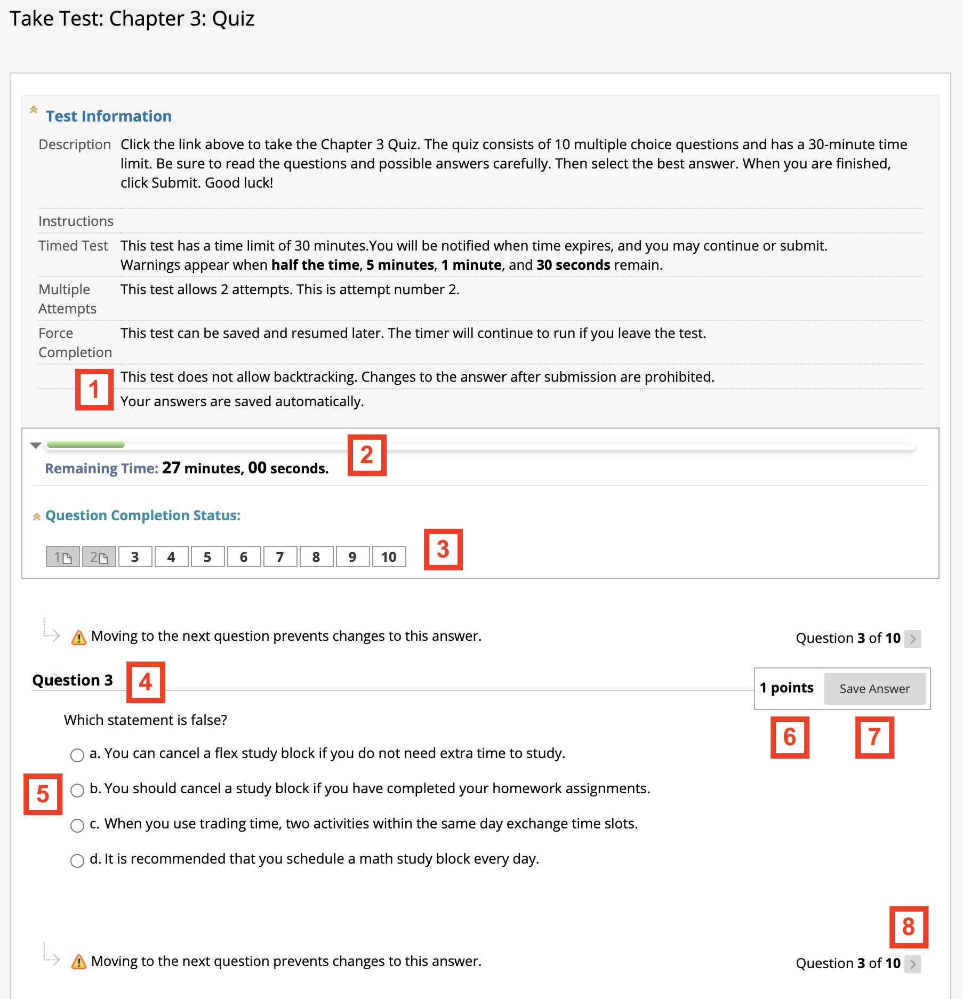 Take Test: Chapter 3: Quiz
Test Information
Description Click the link above to take the Chapter 3 Quiz. The quiz consists of 10 multiple choice questions and has a 30-minute time
limit. Be sure to read the questions and possible answers carefully. Then select the best answer. When you are finished,
click Submit. Good luck!
Instructions
Timed Test This test has a time limit of 30 minutes.You will be notified when time expires, and you may continue or submit.
Warnings appear when half the time, 5 minutes, 1 minute, and 30 seconds remain.
Multiple This test allows 2 attempts. This is attempt number 2.
Attempts
Force This test can be saved and resumed later. The timer will continue to run if you leave the test.
Completion
This test does not allow backtracking. Changes to the answer after submission are prohibited.
1
Your answers are saved automatically.
2
Remaining Time: 27 minutes, 00 seconds.
Question Completion Status:
1 2 3 4 5 6 7 8 9 10 3
Moving to the next question prevents changes to this answer. Question 3 of 10
Question 3 4 1 points Save Answer
Which statement is false?
6 7
a. You can cancel a flex study block if you do not need extra time to study.
5 b. You should cancel a study block if you have completed your homework assignments.
c. When you use trading time, two activities within the same day exchange time slots.
d. It is recommended that you schedule a math study block every day.
8
Moving to the next question prevents changes to this answer. Question 3 of 10